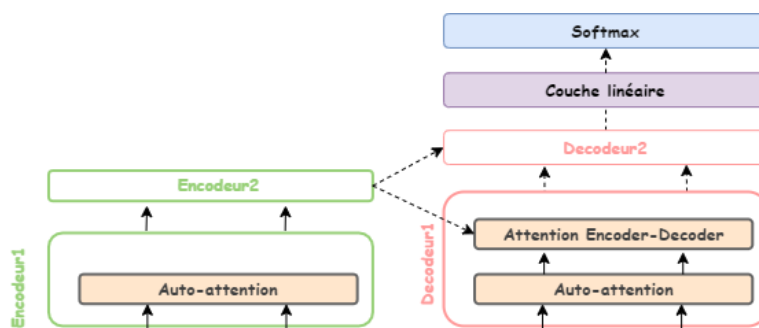 Softmax
Couche linéaire
Decodeur2
Encodeur2
Encodeur1
Auto-attention
Decodeur1
Attention Encoder-Decoder
Auto-attention